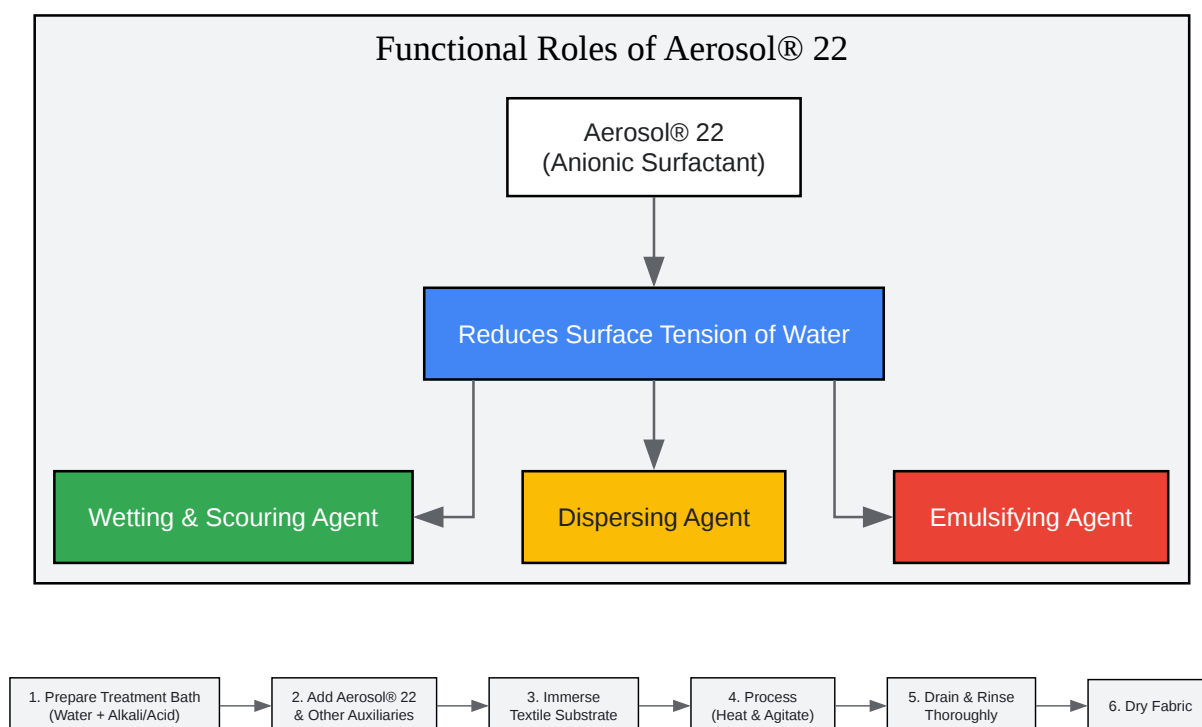 Functional Roles of Aerosol® 22
Aerosol® 22
(Anionic Surfactant)
Reduces Surface Tension of Water
Wetting & Scouring Agent
Dispersing Agent
Emulsifying Agent
1. Prepare Treatment Bath
(Water + Alkali/Acid)
2. Add Aerosol® 22
& Other Auxiliaries
3. Immerse
Textile Substrate
4. Process
(Heat & Agitate)
5. Drain & Rinse
Thoroughly
6. Dry Fabric